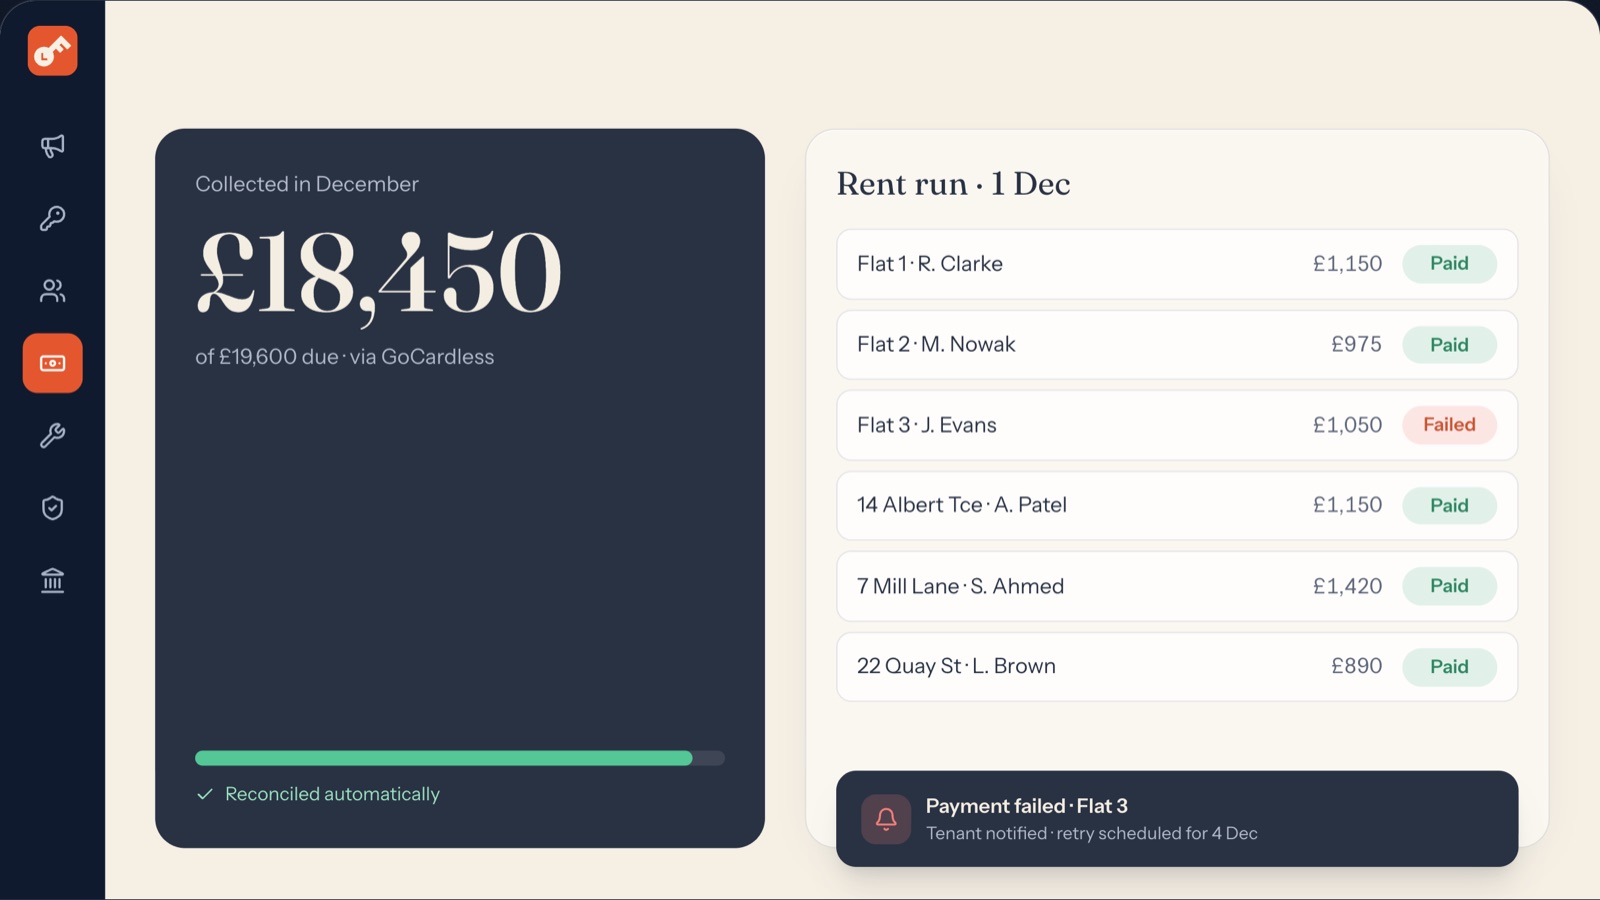 Collected in December
£18,450
of £19,600 due · via GoCardless
Reconciled automatically
Rent run · 1 Dec
Flat 1 · R. Clarke £1,150 Paid
Flat 2 · M. Nowak £975 Paid
Flat 3 · J. Evans £1,050 Failed
14 Albert Tce · A. Patel £1,150 Paid
7 Mill Lane · S. Ahmed £1,420 Paid
22 Quay St · L. Brown £890 Paid
Payment failed · Flat 3
Tenant notified · retry scheduled for 4 Dec